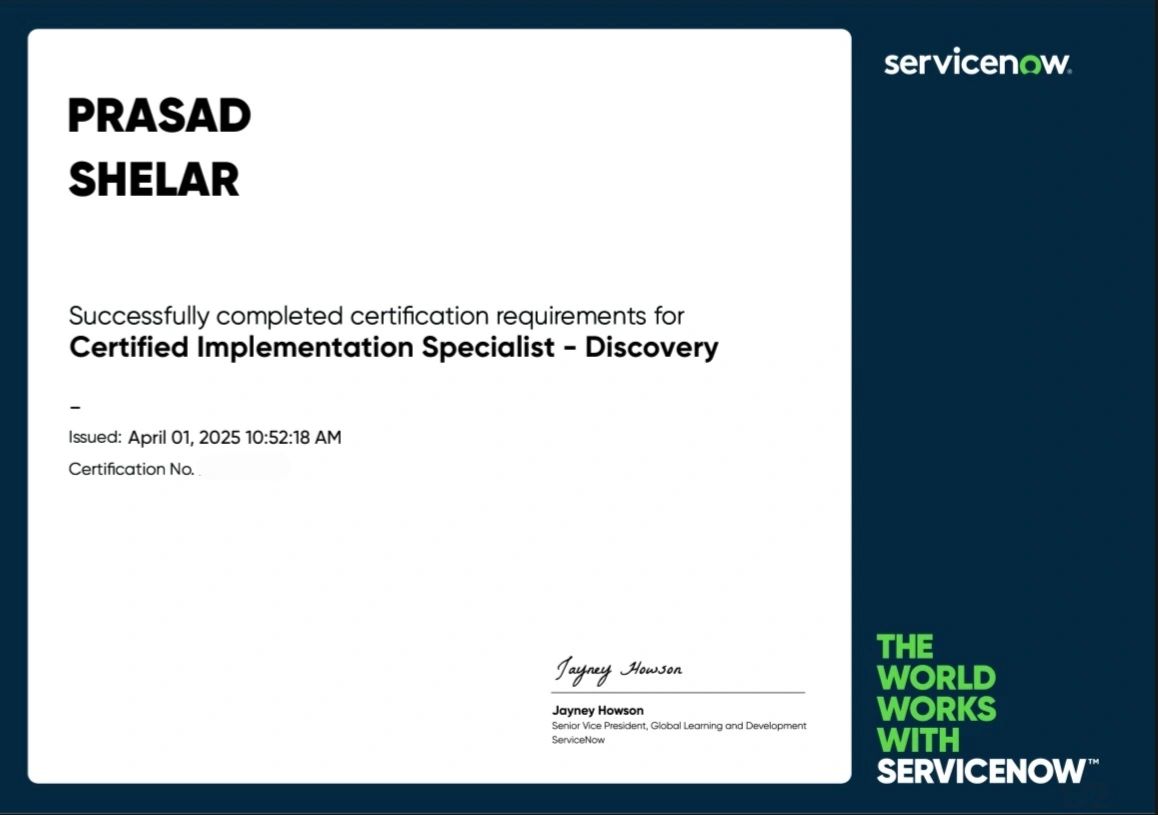 servicenow®
PRASAD
SHELAR
Successfully completed certification requirements for
Certified Implementation Specialist - Discovery
–
Issued: April 01, 2025 10:52:18 AM
Certification No.
Jayney Howson
Jayney Howson
Senior Vice President, Global Learning and Development
ServiceNow
THE
WORLD
WORKS
WITH
SERVICENOW™